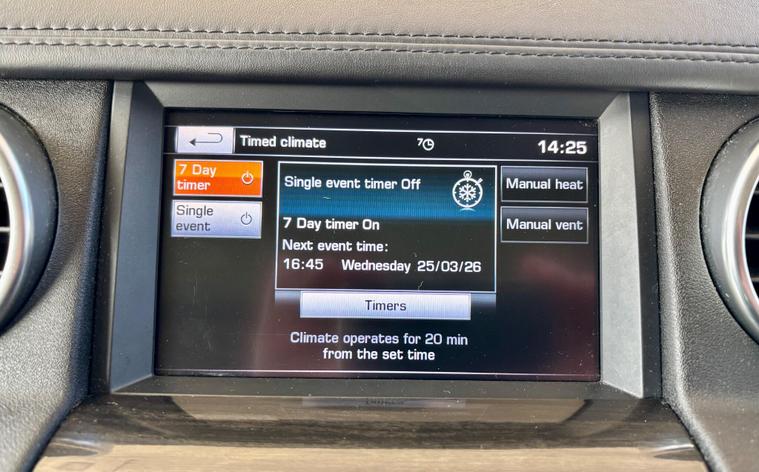 Timed climate 7 14:25
7 Day
timer
Single
event
Single event timer Off
7 Day timer On
Next event time:
16:45 Wednesday 25/03/26
Manual heat
Manual vent
Timers
Climate operates for 20 min
from the set time